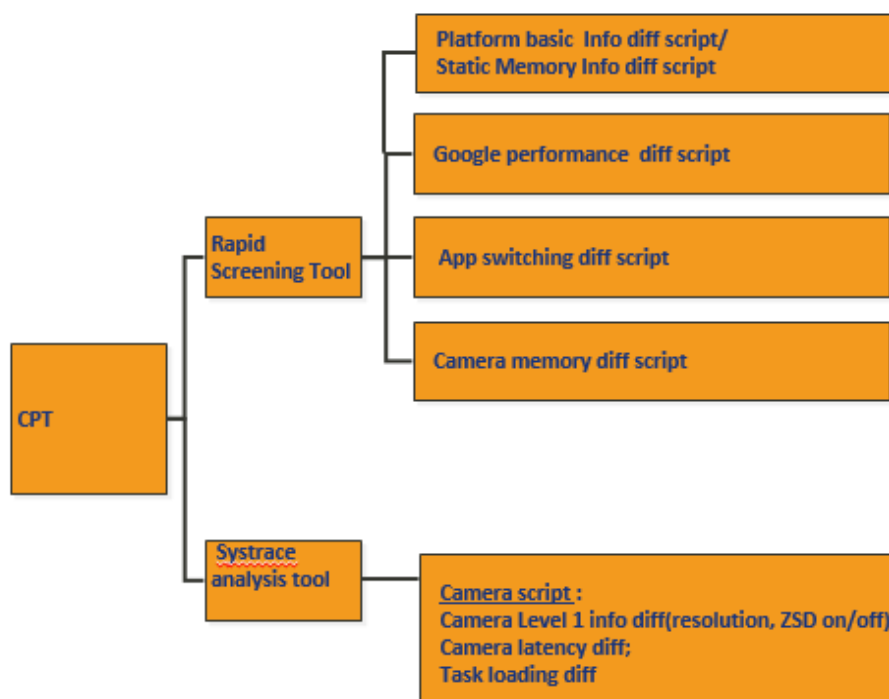 Platform basic Info diff script/
Static Memory Info diff script
Google performance diff script
Rapid
Screening Tool
App switching diff script
Camera memory diff script
CPT
Systrace
analysis tool
Camera script :
Camera Level 1 info diff(resolution, ZSD on/off)
Camera latency diff;
Task loading diff